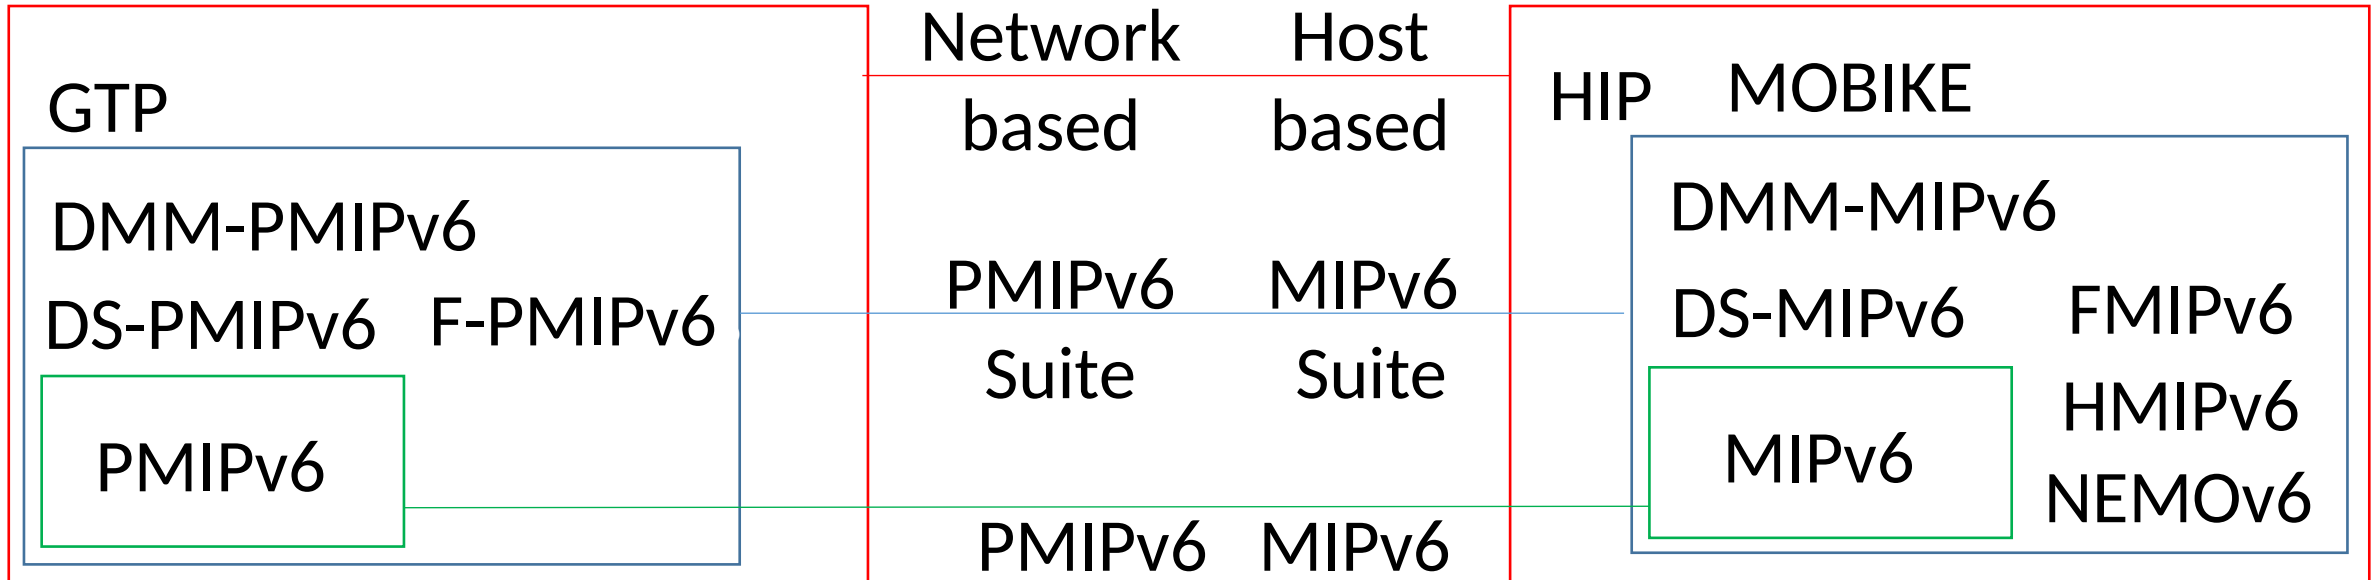 GTP
DMM-PMIPv6
DS-PMIPv6 F-PMIPv6
PMIPv6
Network Host
based based
PMIPv6 MIPv6
Suite Suite
PMIPv6 MIPv6
HIP MOBIKE
DMM-MIPv6
DS-MIPv6 FMIPv6
HMIPv6
MIPv6
NEMOv6